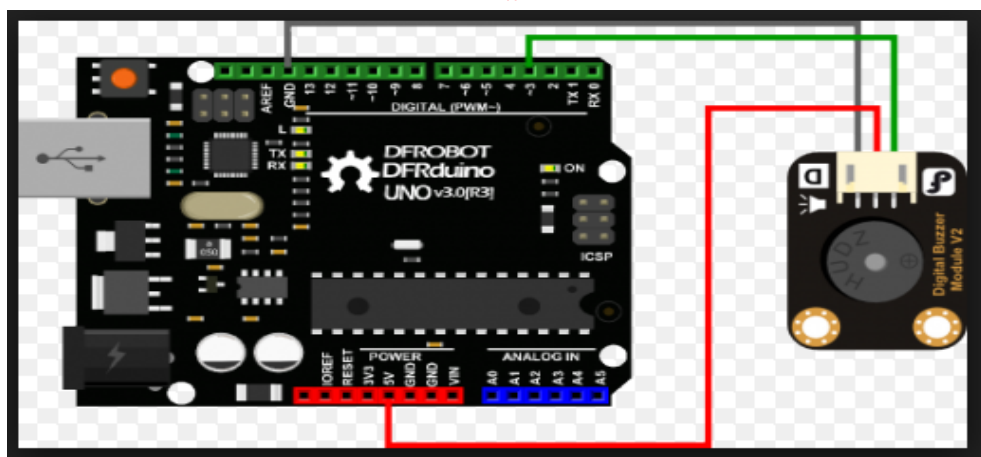 AREF
GND
13
12
~11
~10
~9
8
7
~6
~5
4
~3
2
TX 1
RX 0
DIGITAL (PWM~)
L
TX
RX
DFROBOT
DFRduino
UNO v3.0[R3]
ON
ICSP
050
POWER
ANALOG IN
IOREF
RESET
3V3
5V
GND
GND
VIN
A0
A1
A2
A3
A4
A5
D
HUDZ
Digital Buzzer
Module V2